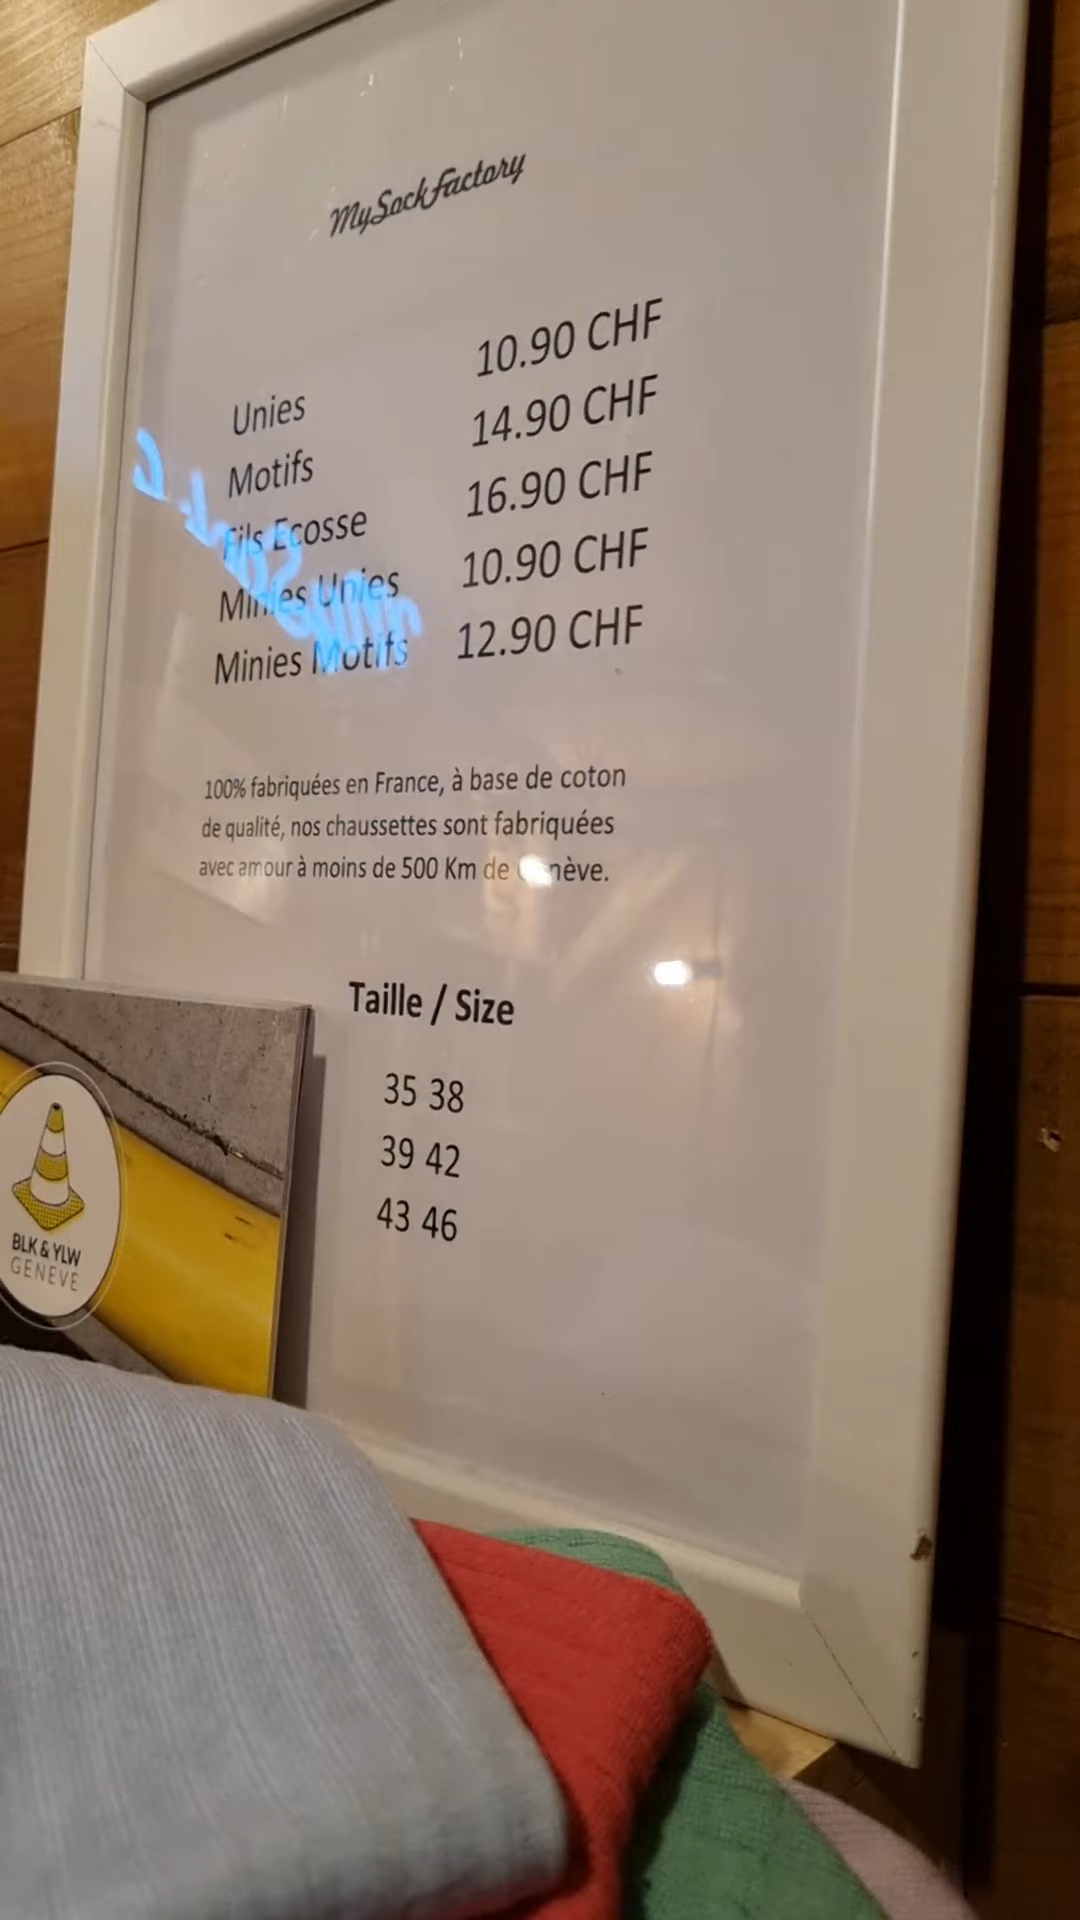 MySockFactory
Unies 10.90 CHF
Motifs 14.90 CHF
Fils Ecosse 16.90 CHF
Minies Unies 10.90 CHF
Minies Motifs 12.90 CHF
100% fabriquées en France, à base de coton
de qualité, nos chaussettes sont fabriquées
avec amour à moins de 500 Km de Genève.
Taille / Size
35 38
39 42
43 46
BLK & YLW
GENEVE